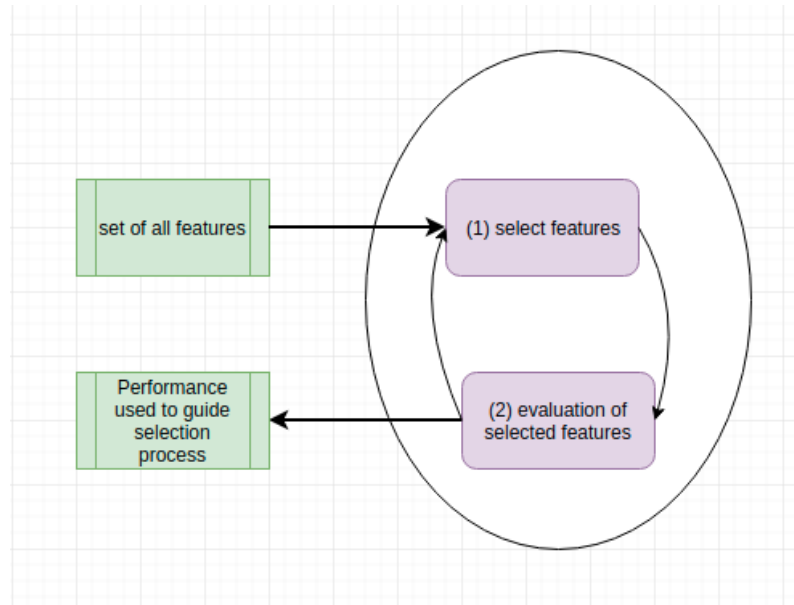 set of all features
(1) select features
Performance
used to guide
selection
process
(2) evaluation of
selected features